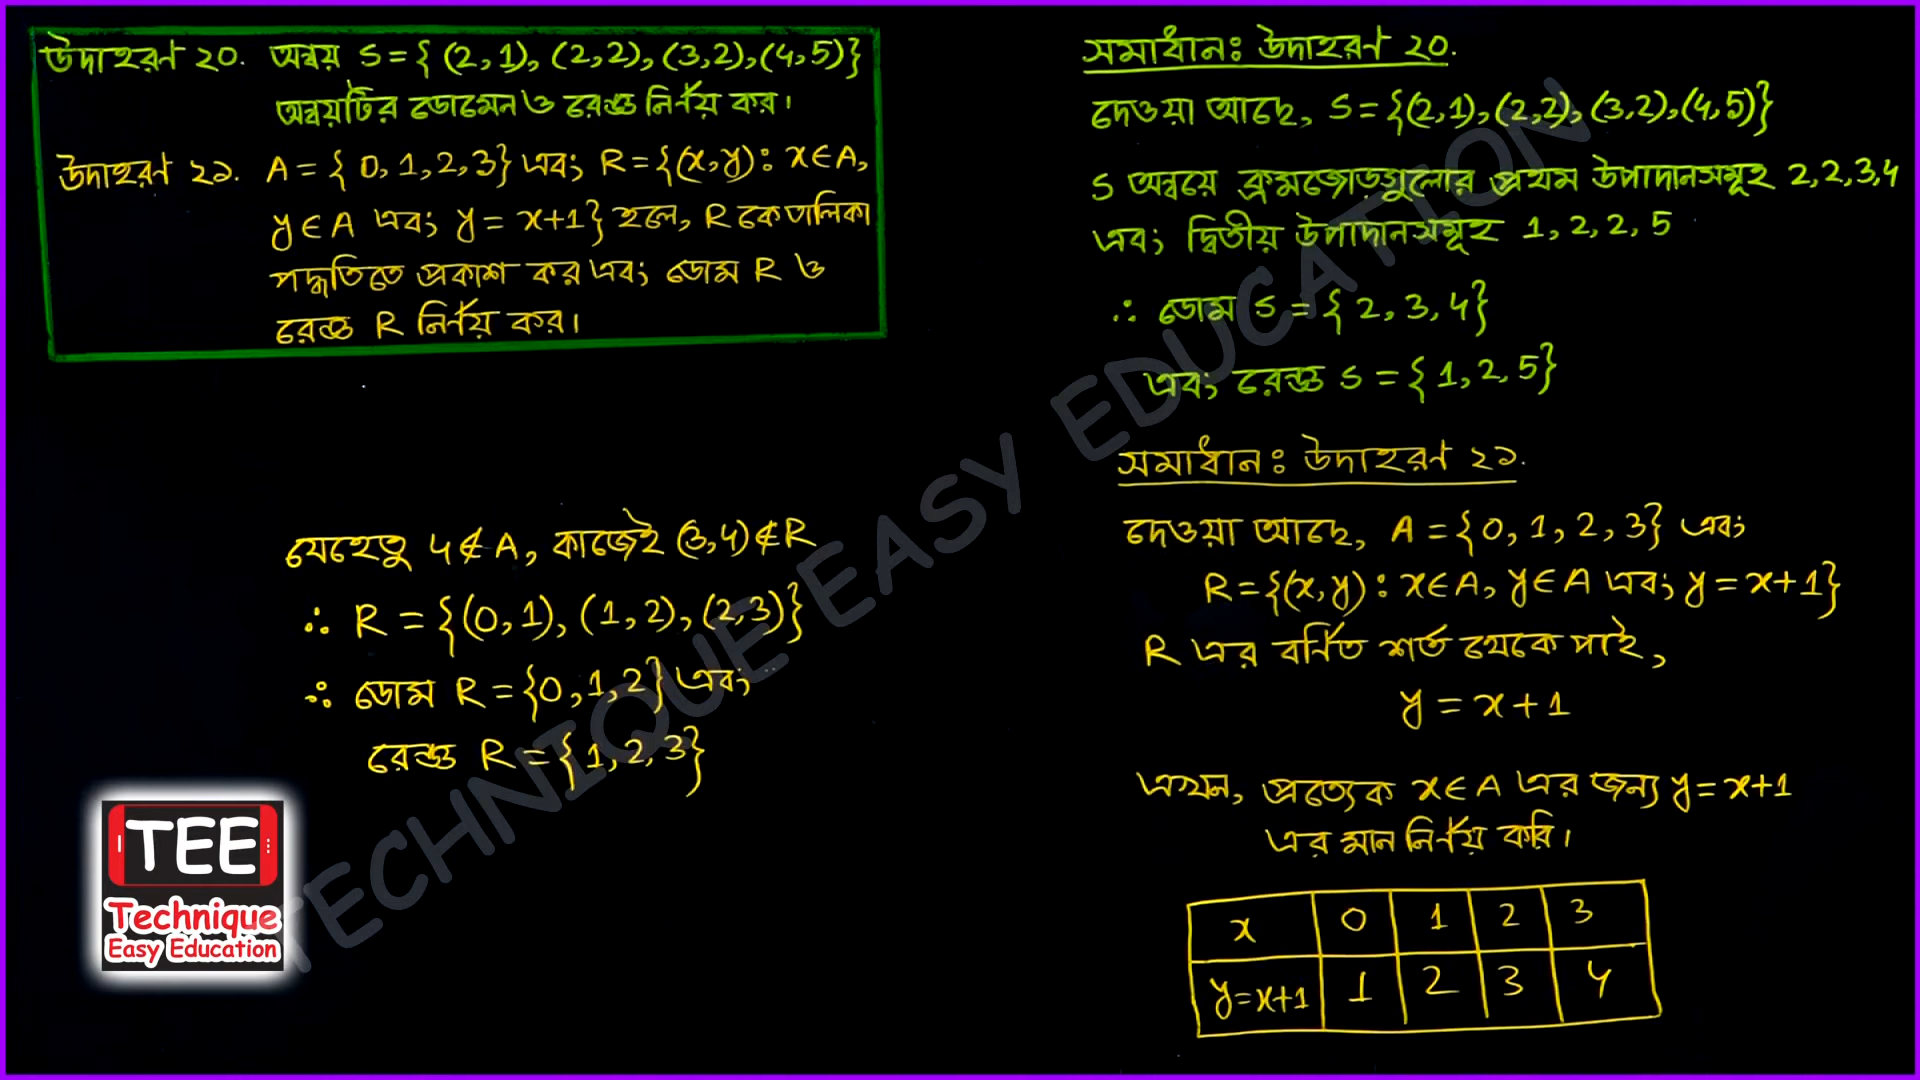 উদাহরণ ২০. অন্বয় S = { (2,1), (2,2), (3,2), (4,5)}
অন্বয়টির ডোমেন ও রেঞ্জ নির্ণয় কর।
উদাহরণ ২১. A = { 0, 1, 2, 3} এবং R = {(x,y) : x∈A,
y∈A এবং y = x+1} হলে, R কে তালিকা
পদ্ধতিতে প্রকাশ কর এবং ডোম R ও
রেঞ্জ R নির্ণয় কর।
যেহেতু 4∉A, কাজেই (3,4)∉R
∴ R = {(0,1), (1,2), (2,3)}
∴ ডোম R = {0,1,2} এবং
রেঞ্জ R = {1,2,3}
TEE
Technique
Easy Education
সমাধান: উদাহরণ ২০.
দেওয়া আছে, S = {(2,1), (2,2), (3,2), (4,5)}
S অন্বয়ে ক্রমজোড়গুলোর প্রথম উপাদানসমূহ 2,2,3,4
এবং দ্বিতীয় উপাদানসমূহ 1,2,2,5
∴ ডোম S = {2,3,4}
এবং রেঞ্জ S = {1,2,5}
সমাধান: উদাহরণ ২১.
দেওয়া আছে, A = {0,1,2,3} এবং
R = {(x,y) : x∈A, y∈A এবং y = x+1}
R এর বর্ণিত শর্ত থেকে পাই,
y = x+1
এখন, প্রত্যেক x∈A এর জন্য y = x+1
এর মান নির্ণয় করি।
x 0 1 2 3
y=x+1 1 2 3 4
TECHNIQUE EASY EDUCATION